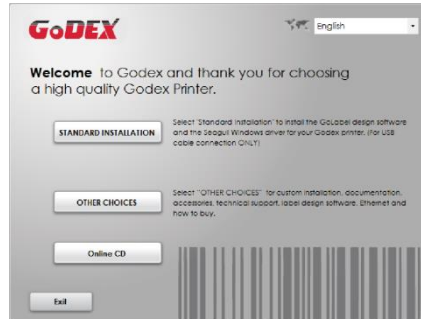 GoDEX
English
Welcome to Godex and thank you for choosing
a high quality Godex Printer.
STANDARD INSTALLATION
Select "Standard Installation" to install the GoLabel design software
and the Seagull Windows driver for your Godex printer. (For USB
cable connection ONLY)
OTHER CHOICES
Select "OTHER CHOICES" for custom installation, documentation,
accessories, technical support, label design software, Ethernet and
how to buy.
Online CD
Exit